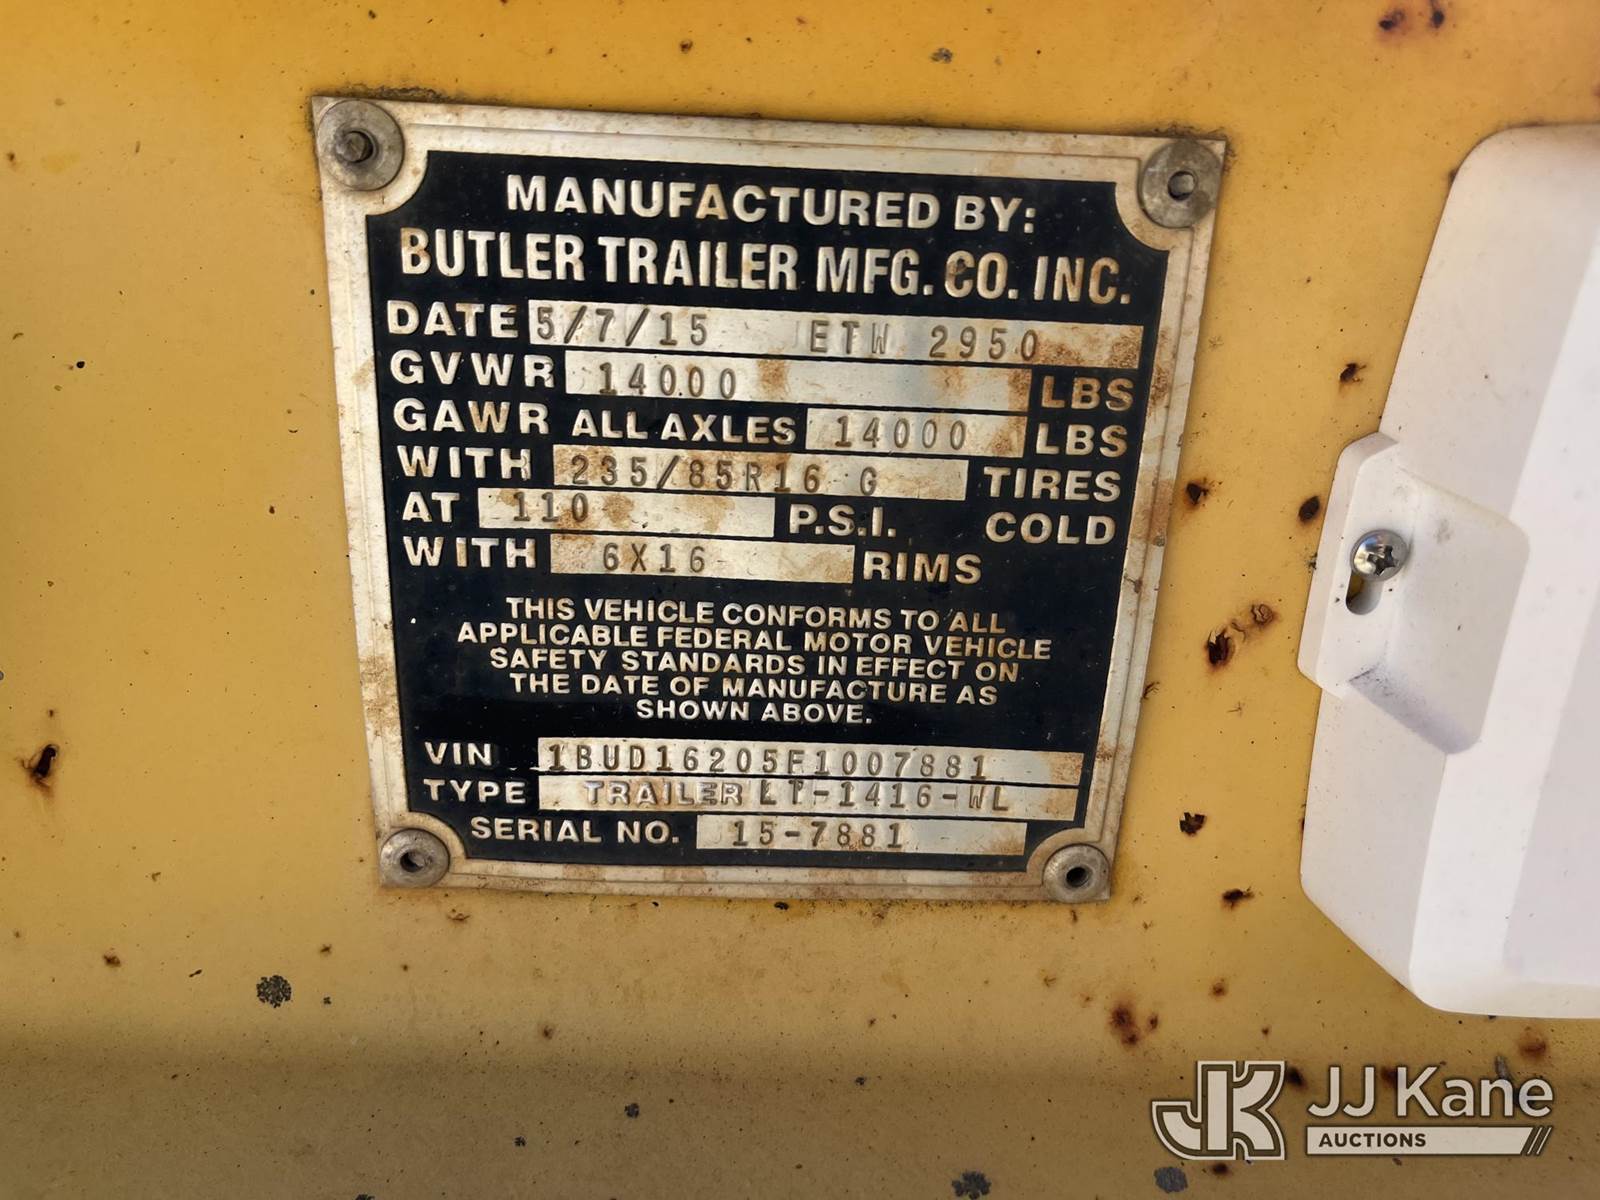 MANUFACTURED BY:
BUTLER TRAILER MFG. CO. INC.
DATE 5/7/15 ETW 2950
GVWR 14000 LBS
GAWR ALL AXLES 14000 LBS
WITH 235/85R16 G TIRES
AT 110 P.S.I. COLD
WITH 6X16 RIMS
THIS VEHICLE CONFORMS TO ALL
APPLICABLE FEDERAL MOTOR VEHICLE
SAFETY STANDARDS IN EFFECT ON
THE DATE OF MANUFACTURE AS
SHOWN ABOVE.
VIN 1BUD16205F1007881
TYPE TRAILER LT-1416-WL
SERIAL NO. 15-7881
JK JJ Kane
AUCTIONS